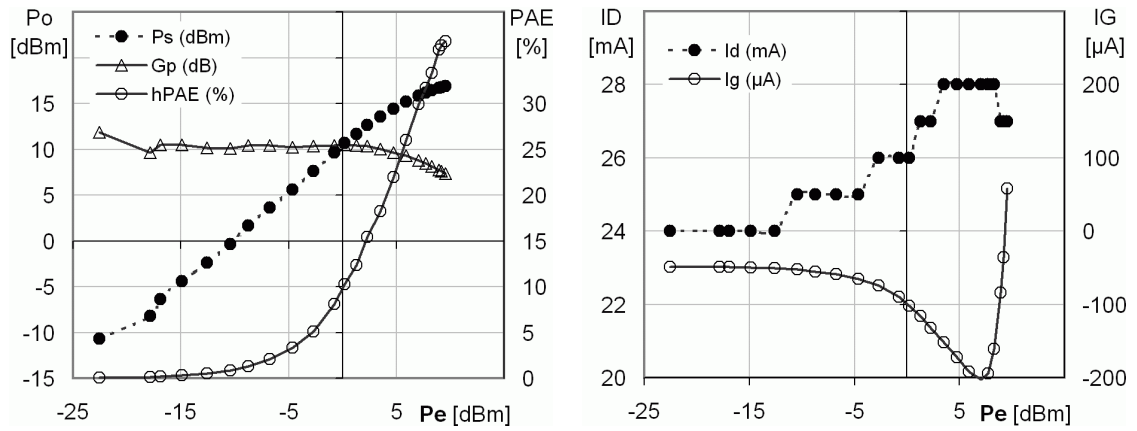 Po
[dBm]
PAE
[%]
Ps (dBm)
Gp (dB)
hPAE (%)
15
10
5
0
-5
-10
-15
30
25
20
15
10
5
0
-25
-15
-5
5
Pe [dBm]
ID
[mA]
IG
[µA]
Id (mA)
Ig (µA)
28
26
24
22
20
200
100
0
-100
-200
-25
-15
-5
5
Pe [dBm]